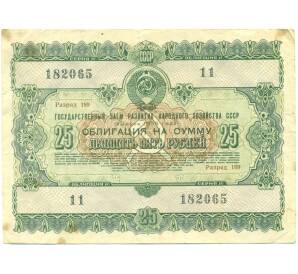 СССР
182065 11
Разряд 189
ГОСУДАРСТВЕННЫЙ ЗАЕМ РАЗВИТИЯ НАРОДНОГО ХОЗЯЙСТВА СССР
25 ОБЛИГАЦИЯ НА СУММУ 25
ДВАДЦАТЬ ПЯТЬ РУБЛЕЙ
Разряд 189
11 182065
25